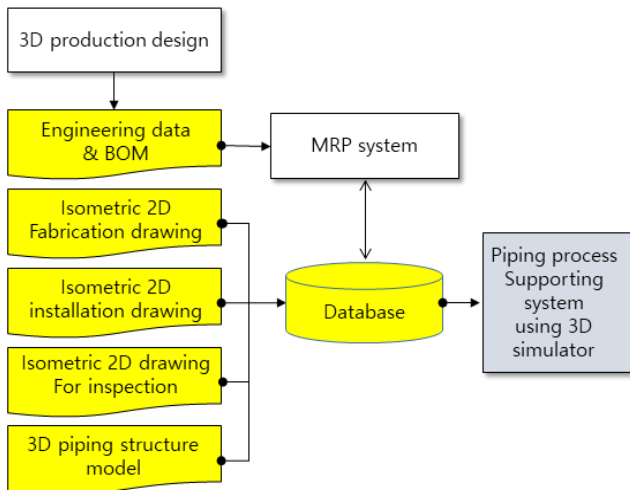 3D production design
Engineering data
& BOM
MRP system
Isometric 2D
Fabrication drawing
Isometric 2D
installation drawing
Database
Piping process
Supporting
system
using 3D
simulator
Isometric 2D drawing
For inspection
3D piping structure
model